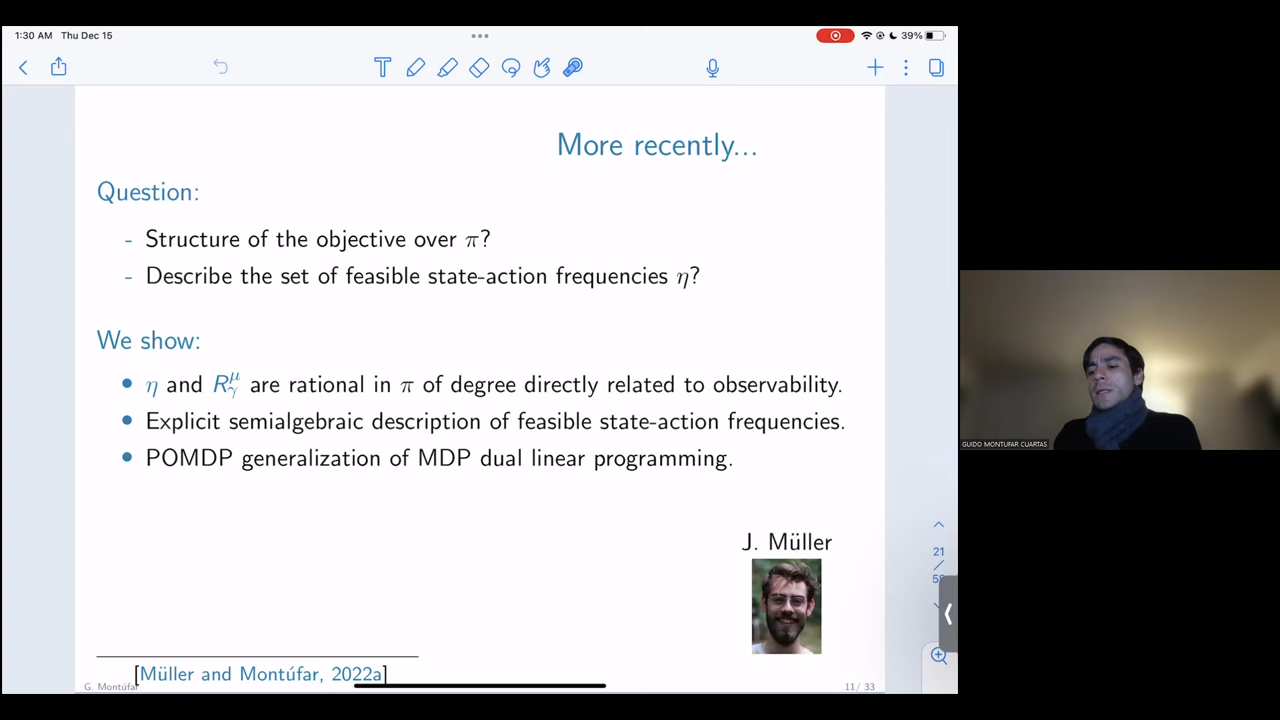 1:30 AM Thu Dec 15
39%
More recently...
Question:
- Structure of the objective over π?
- Describe the set of feasible state-action frequencies η?
We show:
• η and R^μ_γ are rational in π of degree directly related to observability.
• Explicit semialgebraic description of feasible state-action frequencies.
• POMDP generalization of MDP dual linear programming.
J. Müller
[Müller and Montúfar, 2022a]
G. Montúfar
11/ 33
21
/
GUIDO MONTUFAR CUARTAS